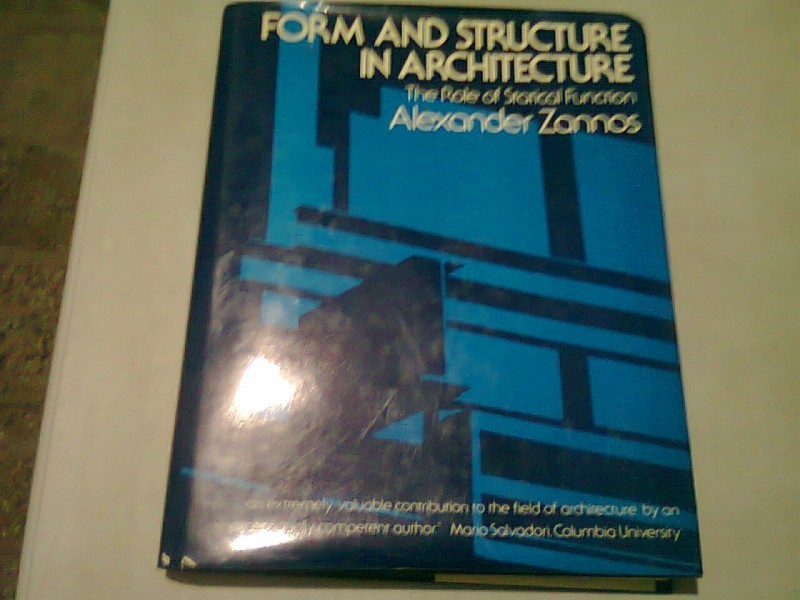 FORM AND STRUCTURE
IN ARCHITECTURE
The Role of Statical Function
Alexander Zannos
an extremely valuable contribution to the field of architecture by an
competent author." Mario Salvadori, Columbia University